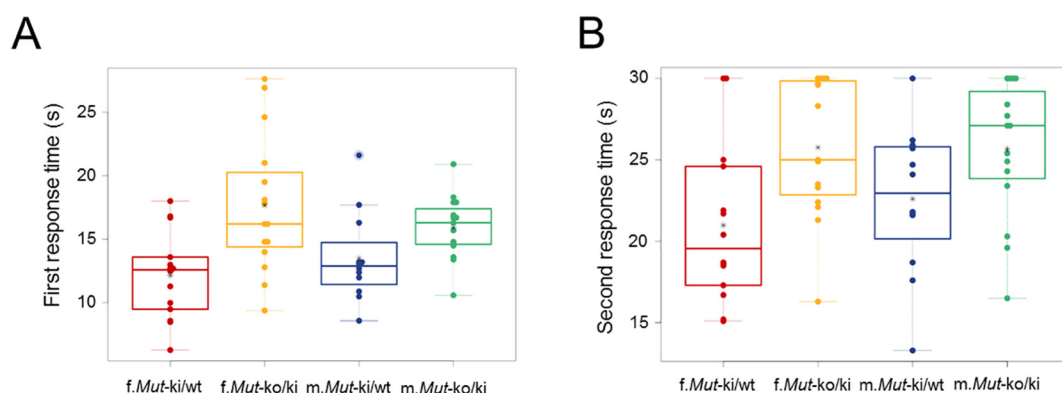 A
First response time (s)
25
20
15
10
f.Mut-ki/wt f.Mut-ko/ki m.Mut-ki/wt m.Mut-ko/ki
B
Second response time (s)
30
25
20
15
f.Mut-ki/wt f.Mut-ko/ki m.Mut-ki/wt m.Mut-ko/ki